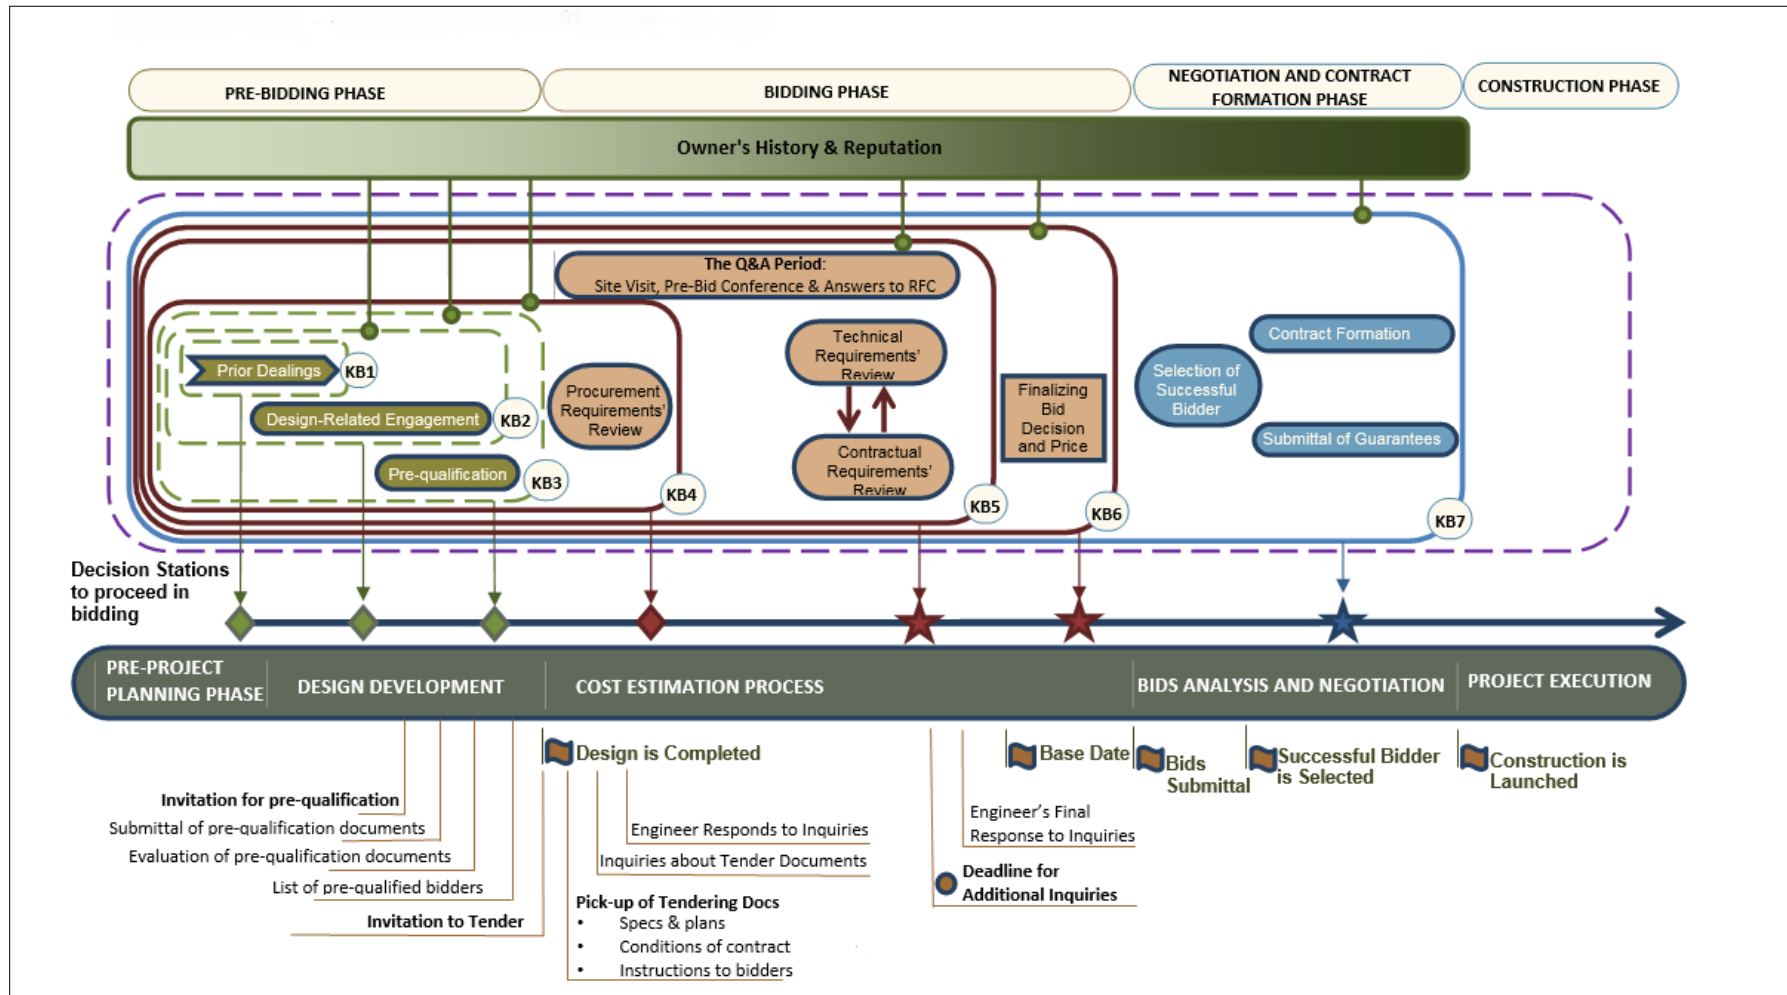 PRE-BIDDING PHASE
BIDDING PHASE
NEGOTIATION AND CONTRACT
FORMATION PHASE
CONSTRUCTION PHASE
Owner's History & Reputation
The Q&A Period:
Site Visit, Pre-Bid Conference & Answers to RFC
Prior Dealings
KB1
Design-Related Engagement
KB2
Pre-qualification
KB3
Procurement
Requirements'
Review
KB4
Technical
Requirements'
Review
Contractual
Requirements'
Review
KB5
Finalizing
Bid
Decision
and Price
KB6
Selection of
Successful
Bidder
Contract Formation
Submittal of Guarantees
KB7
Decision Stations
to proceed in
bidding
PRE-PROJECT
PLANNING PHASE
DESIGN DEVELOPMENT
COST ESTIMATION PROCESS
BIDS ANALYSIS AND NEGOTIATION
PROJECT EXECUTION
Design is Completed
Base Date
Bids
Submittal
Successful Bidder
is Selected
Construction is
Launched
Invitation for pre-qualification
Submittal of pre-qualification documents
Evaluation of pre-qualification documents
List of pre-qualified bidders
Invitation to Tender
Engineer Responds to Inquiries
Inquiries about Tender Documents
Pick-up of Tendering Docs
• Specs & plans
• Conditions of contract
• Instructions to bidders
Engineer's Final
Response to Inquiries
Deadline for
Additional Inquiries